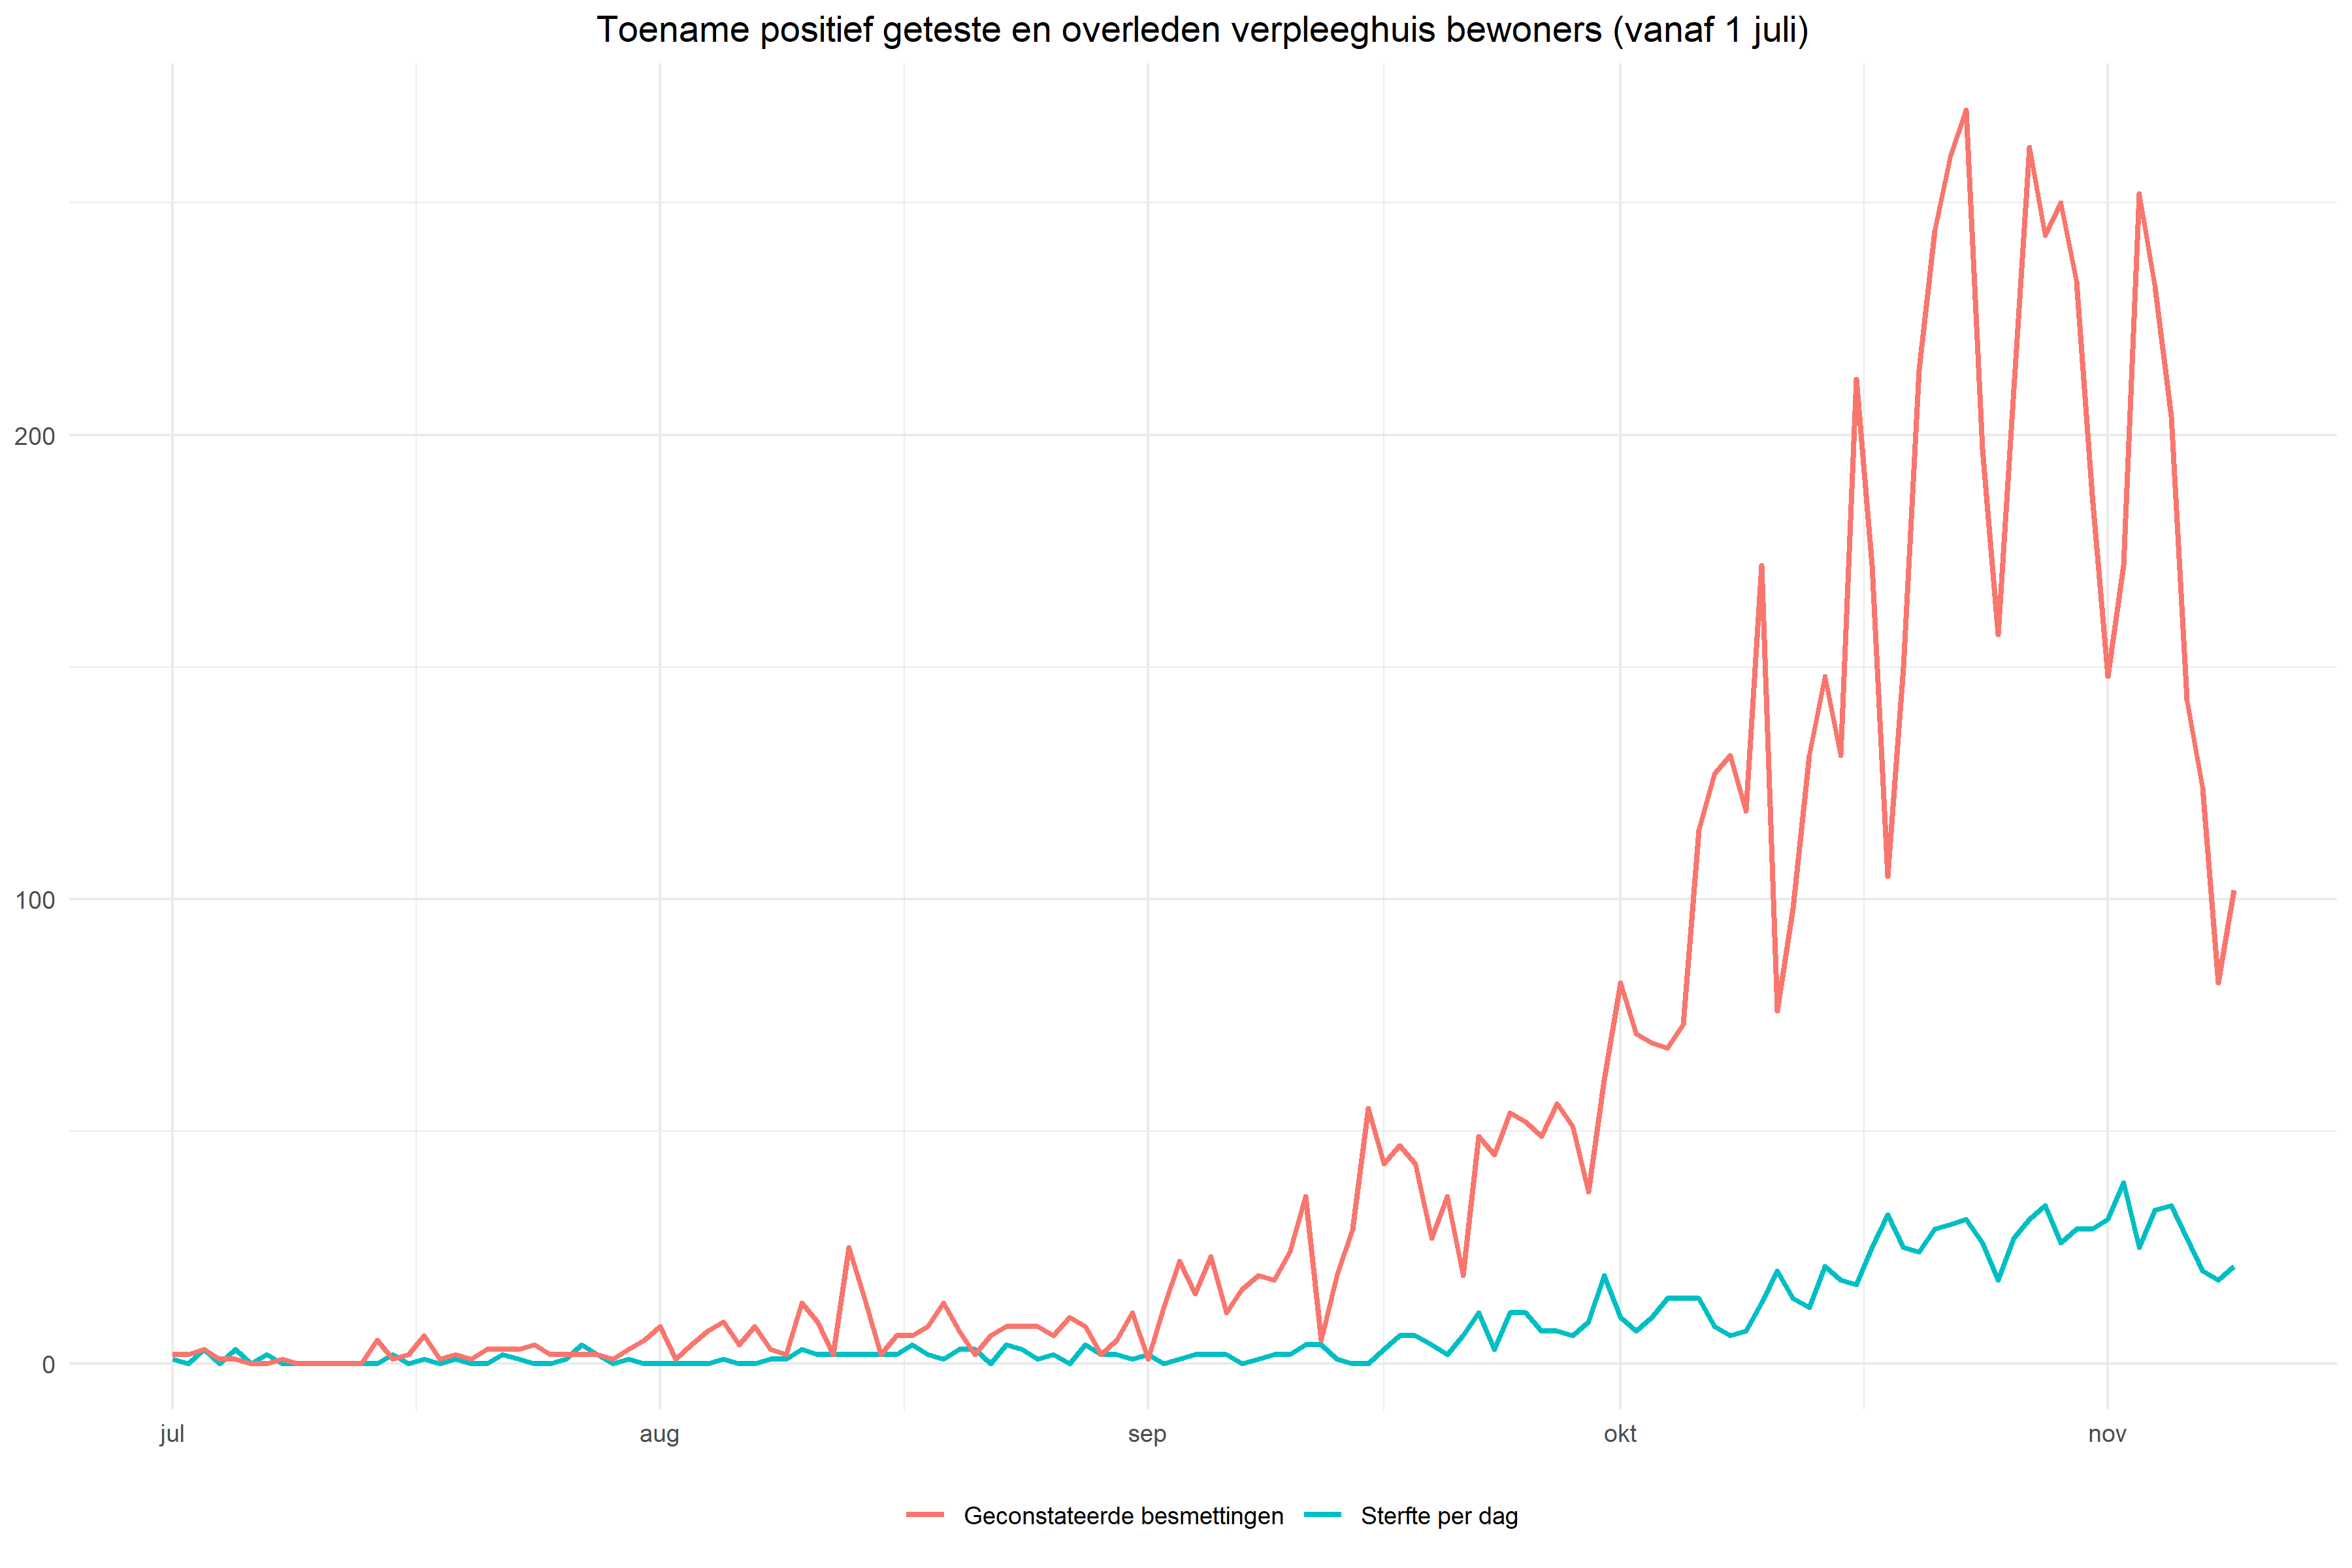 Toename positief geteste en overleden verpleeghuis bewoners (vanaf 1 juli)
200
100
0
jul aug sep okt nov
Geconstateerde besmettingen Sterfte per dag